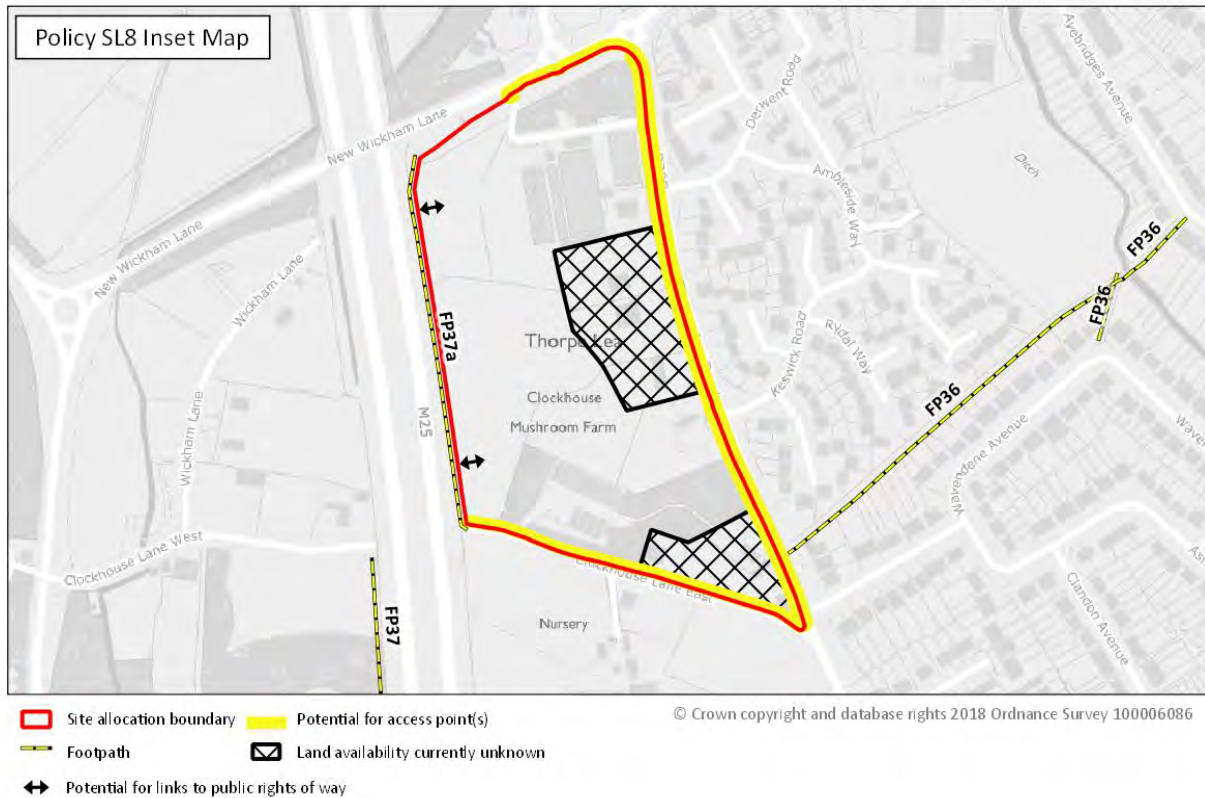 Policy SL8 Inset Map
New Wickham Lane
Derwent Road
Ayebridges Avenue
Ambleside Way
Ditch
FP36
FP36
New Wickham Lane
Wickham Lane
FP37a
M25
Thorpe Lea
Clockhouse
Mushroom Farm
Keswick Road
Rydal Way
FP36
Wickham Lane
Wavendene Avenue
Clockhouse Lane West
FP37
Clockhouse Lane East
Nursery
Clandon Avenue
Site allocation boundary
Potential for access point(s)
© Crown copyright and database rights 2018 Ordnance Survey 100006086
Footpath
Land availability currently unknown
Potential for links to public rights of way